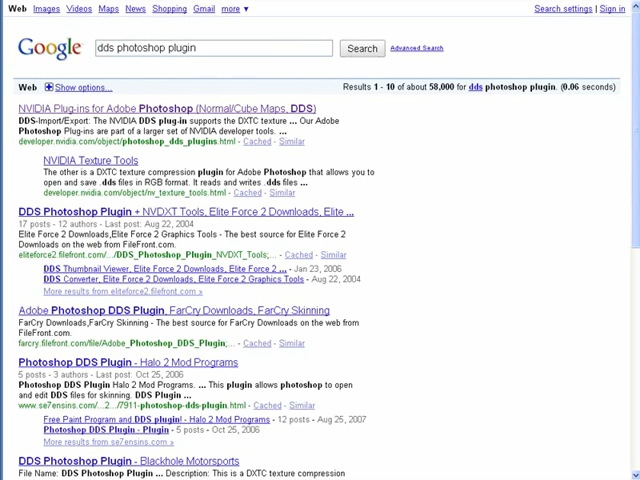 Web Images Videos Maps News Shopping Gmail more ▼ Search settings | Sign in
Google dds photoshop plugin Search Advanced Search
Web Show options... Results 1 - 10 of about 58,000 for dds photoshop plugin. (0.06 seconds)
NVIDIA Plug-ins for Adobe Photoshop (Normal/Cube Maps, DDS)
DDS-Import/Export: The NVIDIA DDS plug-in supports the DXTC texture ... Our Adobe
Photoshop Plug-ins are part of a larger set of NVIDIA developer tools. ...
developer.nvidia.com/object/photoshop_dds_plugins.html - Cached - Similar
NVIDIA Texture Tools
The other is a DXTC texture compression plugin for Adobe Photoshop that allows you to
open and save .dds files in RGB format. It reads and writes .dds files ...
developer.nvidia.com/object/nv_texture_tools.html - Cached - Similar
DDS Photoshop Plugin + NVDXT Tools, Elite Force 2 Downloads, Elite ...
17 posts - 12 authors - Last post: Aug 22, 2004
Elite Force 2 Downloads,Elite Force 2 Graphics Tools - The best source for Elite Force 2
Downloads on the web from FileFront.com.
eliteforce2.filefront.com/.../DDS_Photoshop_Plugin_NVDXT_Tools;... - Cached - Similar
DDS Thumbnail Viewer, Elite Force 2 Downloads, Elite Force 2 ... - Jan 23, 2006
DDS Converter, Elite Force 2 Downloads, Elite Force 2 Graphics Tools - Aug 22, 2004
More results from eliteforce2.filefront.com »
Adobe Photoshop DDS Plugin, FarCry Downloads, FarCry Skinning
FarCry Downloads,FarCry Skinning - The best source for FarCry Downloads on the web from
FileFront.com.
farcry.filefront.com/file/Adobe_Photoshop_DDS_Plugin;... - Cached - Similar
Photoshop DDS Plugin - Halo 2 Mod Programs
5 posts - 3 authors - Last post: Oct 25, 2006
Photoshop DDS Plugin Halo 2 Mod Programs. ... This plugin allows photoshop to open
and edit DDS files for skinning. DDS Plugin ...
www.se7ensins.com/...2.../7911-photoshop-dds-plugin.html - Cached - Similar
Free Paint Program and DDS plugin! - Halo 2 Mod Programs - 12 posts - Aug 25, 2007
Photoshop DDS Plugin - Plugin - 5 posts - Oct 25, 2006
More results from se7ensins.com »
DDS Photoshop Plugin - Blackhole Motorsports
File Name: DDS Photoshop Plugin ... Description: This is a DXTC texture compression